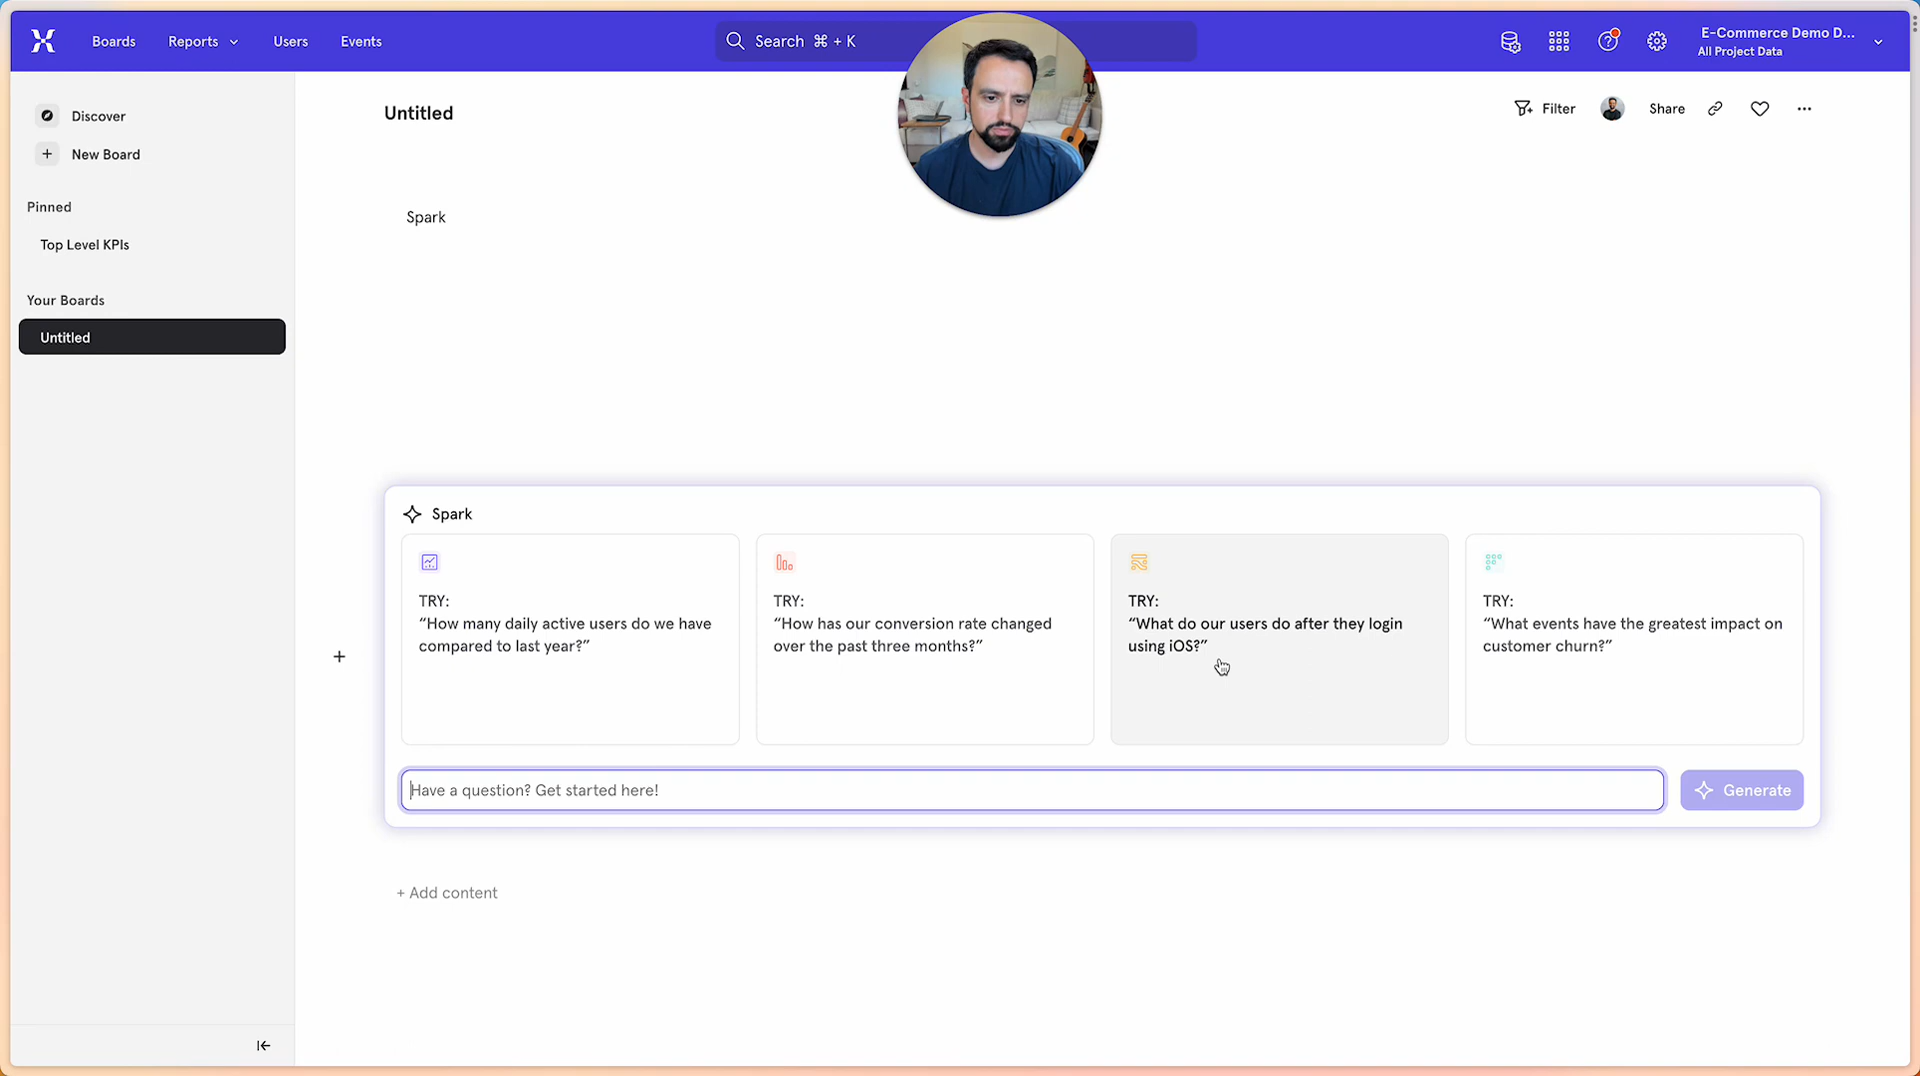 Boards
Reports
Users
Events
Search ⌘ + K
E-Commerce Demo D...
All Project Data
Discover
New Board
Pinned
Top Level KPIs
Your Boards
Untitled
Untitled
Filter
Share
Spark
Spark
TRY:
“How many daily active users do we have
compared to last year?”
TRY:
“How has our conversion rate changed
over the past three months?”
TRY:
“What do our users do after they login
using iOS?”
TRY:
“What events have the greatest impact on
customer churn?”
Have a question? Get started here!
Generate
+ Add content